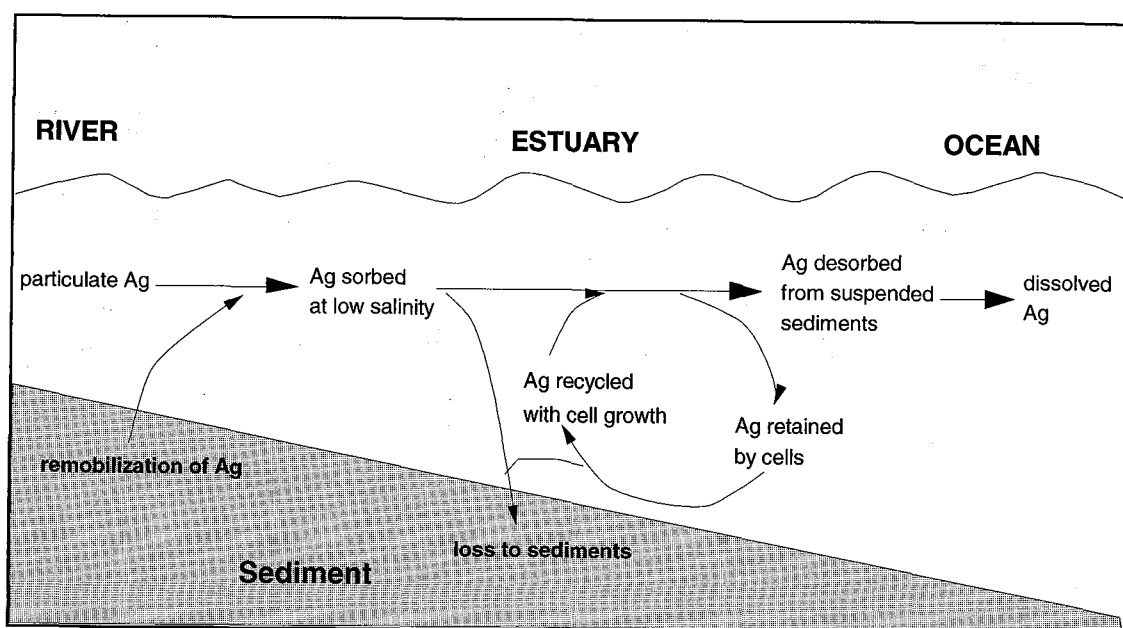 RIVER
ESTUARY
OCEAN
particulate Ag
Ag sorbed
at low salinity
Ag desorbed
from suspended
sediments
dissolved
Ag
Ag recycled
with cell growth
Ag retained
by cells
remobilization of Ag
loss to sediments
Sediment